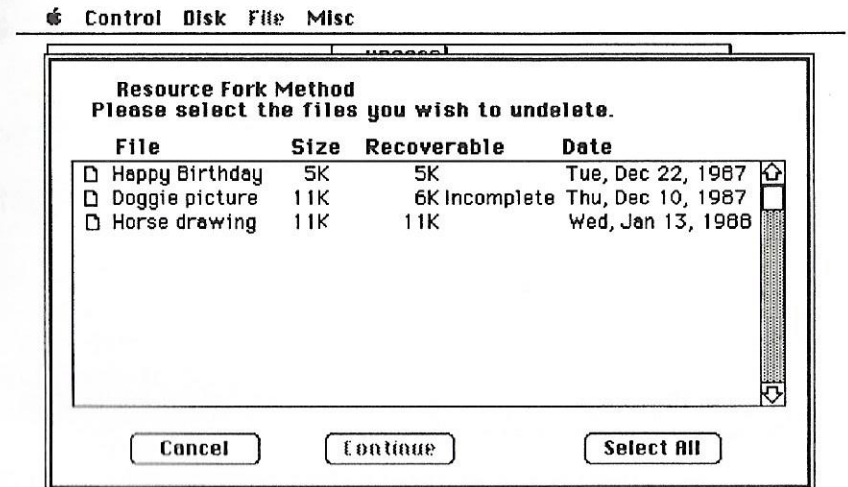 Control Disk File Misc
Resource Fork Method
Please select the files you wish to undelete.
File Size Recoverable Date
Happy Birthday 5K 5K Tue, Dec 22, 1987
Doggie picture 11K 6K Incomplete Thu, Dec 10, 1987
Horse drawing 11K 11K Wed, Jan 13, 1988
Cancel Continue Select All